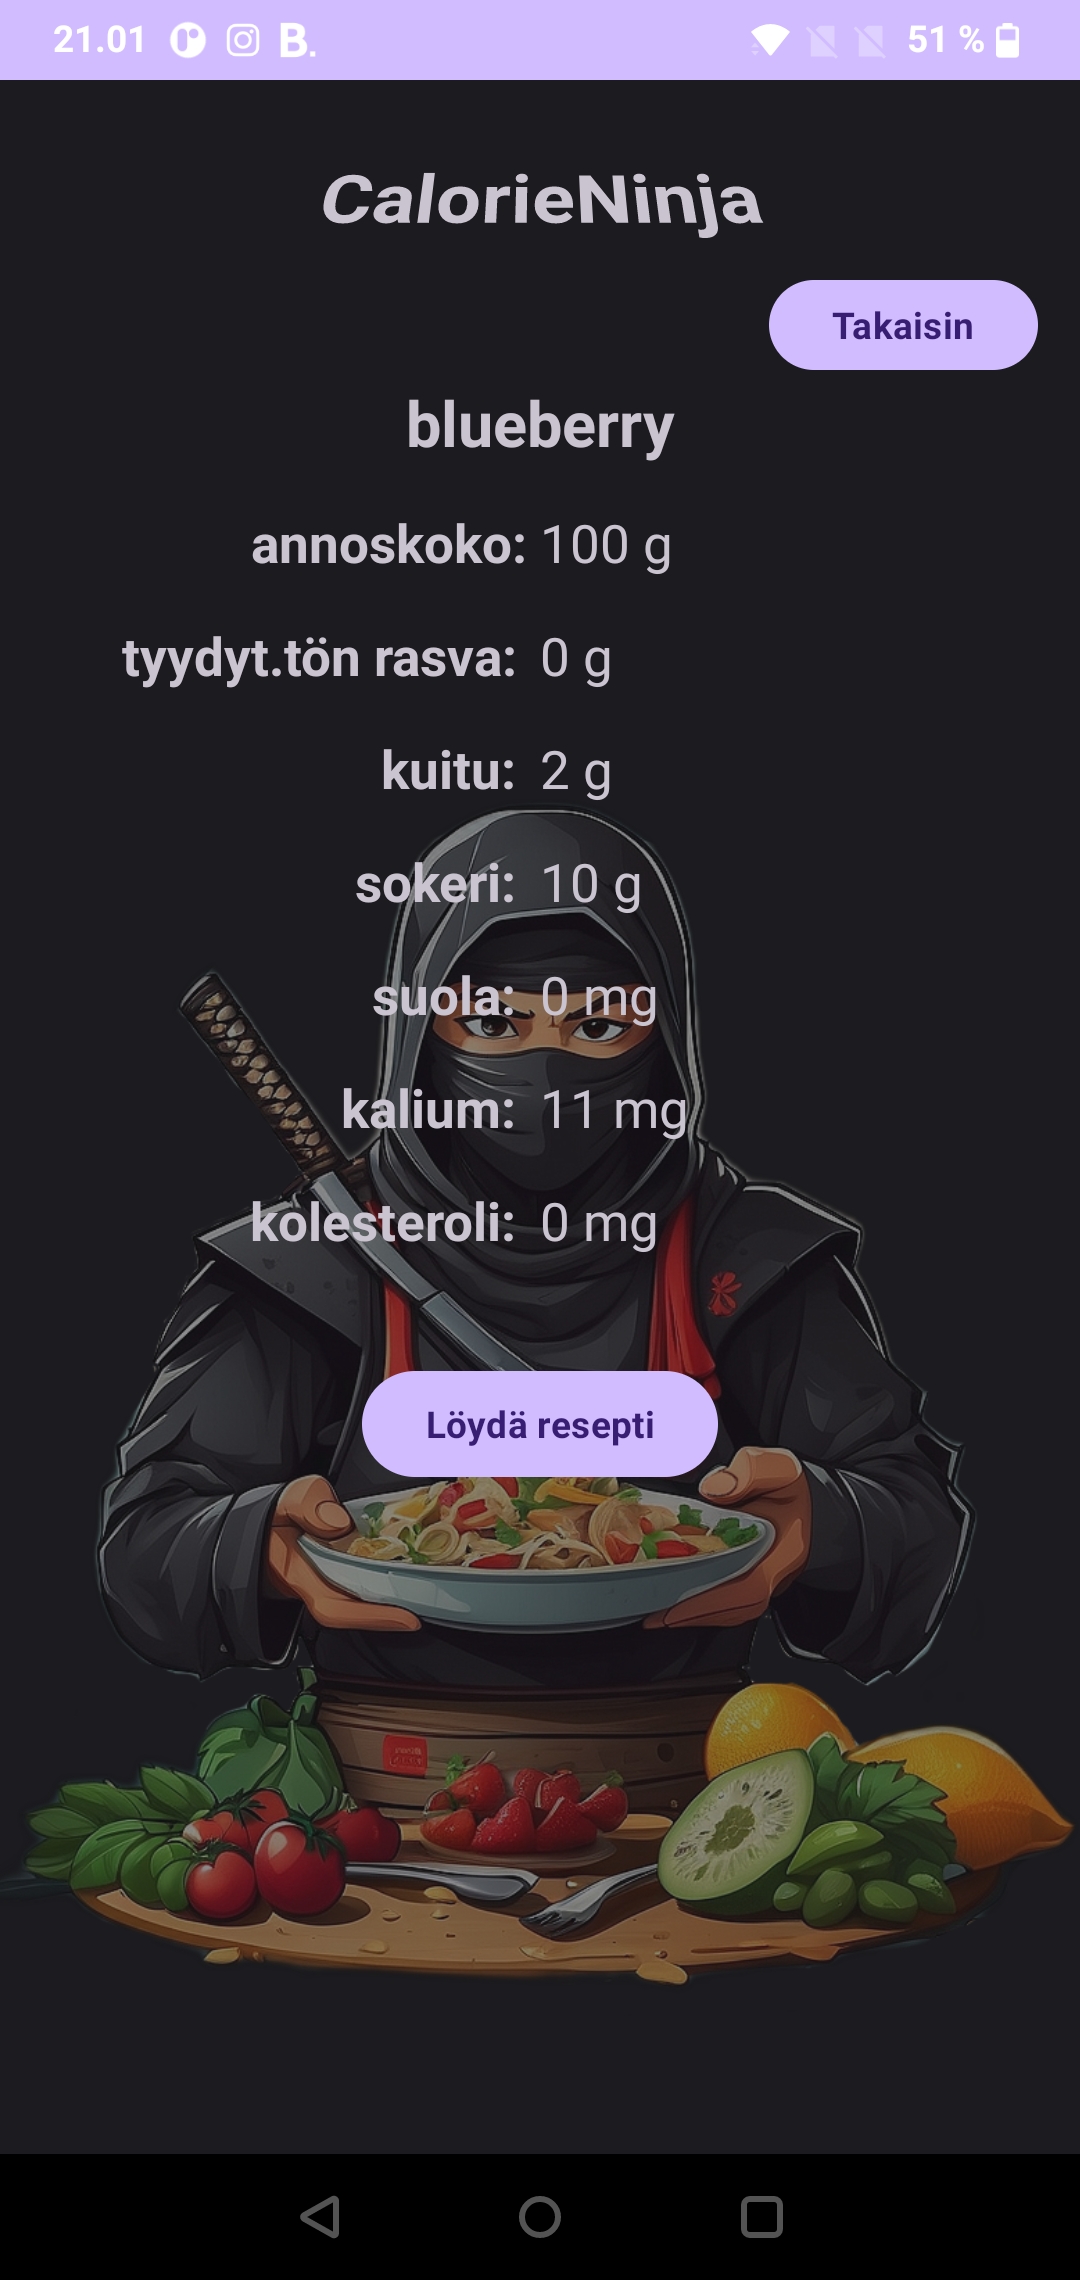 21.01 B. 51 %
CalorieNinja
Takaisin
blueberry
annoskoko: 100 g
tyydyt.tön rasva: 0 g
kuitu: 2 g
sokeri: 10 g
suola: 0 mg
kalium: 11 mg
kolesteroli: 0 mg
Löydä resepti